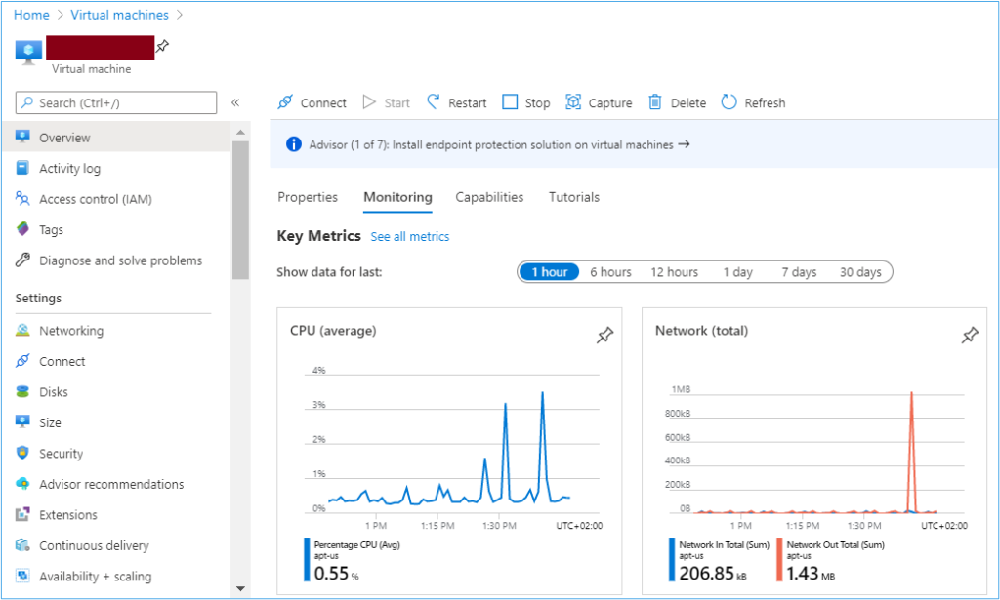 Home > Virtual machines >
Virtual machine
Search (Ctrl+/)
«
Connect Start Restart Stop Capture Delete Refresh
Advisor (1 of 7): Install endpoint protection solution on virtual machines →
Overview
Activity log
Access control (IAM)
Tags
Diagnose and solve problems
Settings
Networking
Connect
Disks
Size
Security
Advisor recommendations
Extensions
Continuous delivery
Availability + scaling
Properties Monitoring Capabilities Tutorials
Key Metrics See all metrics
Show data for last: 1 hour 6 hours 12 hours 1 day 7 days 30 days
CPU (average)
4%
3%
2%
1%
0%
1 PM 1:15 PM 1:30 PM UTC+02:00
Percentage CPU (Avg)
apt-us
0.55 %
Network (total)
1MB
800kB
600kB
400kB
200kB
0B
1 PM 1:15 PM 1:30 PM UTC+02:00
Network In Total (Sum)
apt-us
206.85 kB
Network Out Total (Sum)
apt-us
1.43 MB